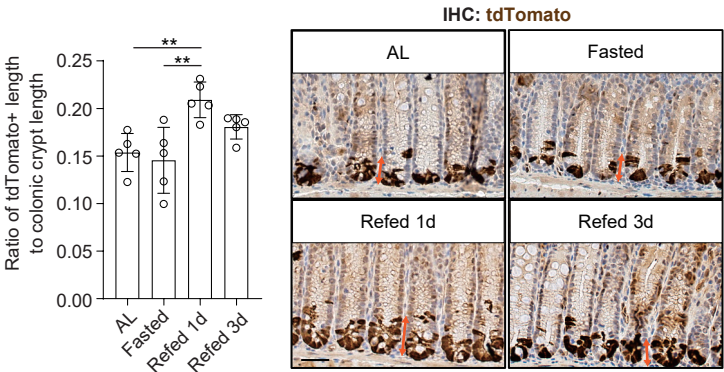 IHC: tdTomato
Ratio of tdTomato+ length
to colonic crypt length
0.25
0.20
0.15
0.10
0.05
0.00
**
**
AL
Fasted
Refed 1d
Refed 3d
AL
Fasted
Refed 1d
Refed 3d